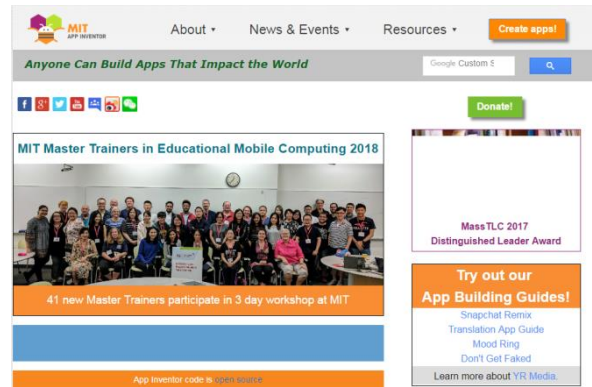 MIT
APP INVENTOR
About
News & Events
Resources
Create apps!
Anyone Can Build Apps That Impact the World
Google Custom S
Donate!
MIT Master Trainers in Educational Mobile Computing 2018
41 new Master Trainers participate in 3 day workshop at MIT
App Inventor code is open source
MassTLC 2017
Distinguished Leader Award
Try out our
App Building Guides!
Snapchat Remix
Translation App Guide
Mood Ring
Don't Get Faked
Learn more about YR Media.